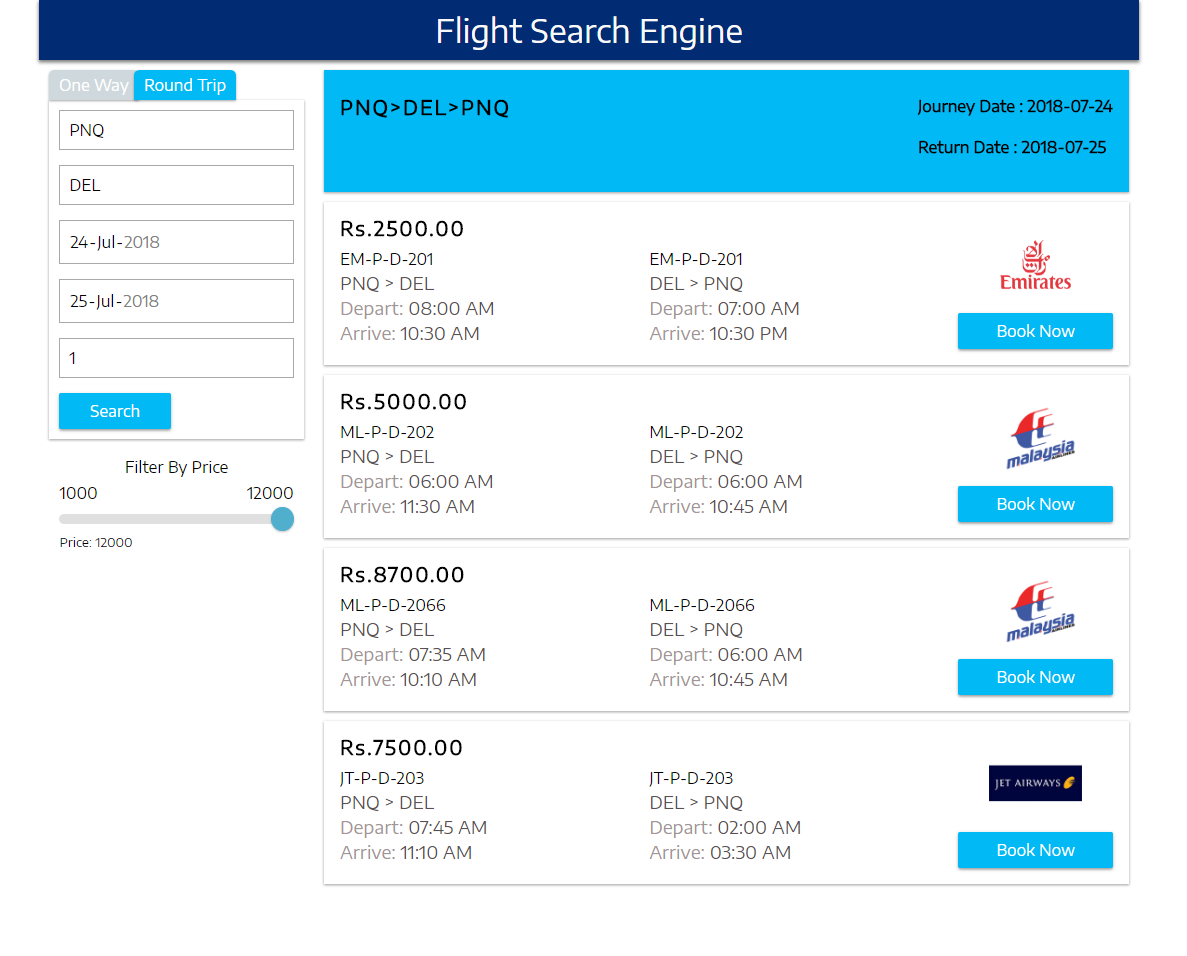 Flight Search Engine
One Way Round Trip
PNQ
DEL
24-Jul-2018
25-Jul-2018
1
Search
Filter By Price
1000 12000
Price: 12000
PNQ>DEL>PNQ
Journey Date : 2018-07-24
Return Date : 2018-07-25
Rs.2500.00
EM-P-D-201 EM-P-D-201
PNQ > DEL DEL > PNQ
Depart: 08:00 AM Depart: 07:00 AM
Arrive: 10:30 AM Arrive: 10:30 PM
Emirates
Book Now
Rs.5000.00
ML-P-D-202 ML-P-D-202
PNQ > DEL DEL > PNQ
Depart: 06:00 AM Depart: 06:00 AM
Arrive: 11:30 AM Arrive: 10:45 AM
malaysia
Book Now
Rs.8700.00
ML-P-D-2066 ML-P-D-2066
PNQ > DEL DEL > PNQ
Depart: 07:35 AM Depart: 06:00 AM
Arrive: 10:10 AM Arrive: 10:45 AM
malaysia
Book Now
Rs.7500.00
JT-P-D-203 JT-P-D-203
PNQ > DEL DEL > PNQ
Depart: 07:45 AM Depart: 02:00 AM
Arrive: 11:10 AM Arrive: 03:30 AM
JET AIRWAYS
Book Now